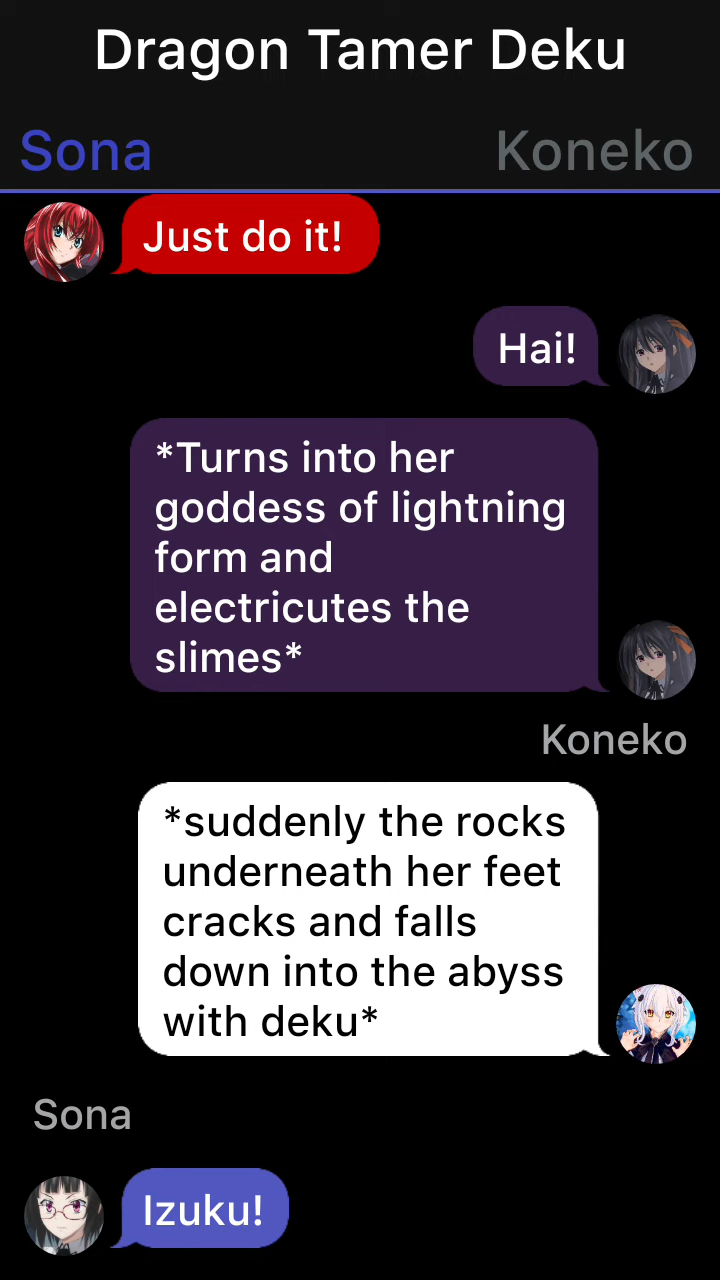 Dragon Tamer Deku
Sona Koneko
Just do it!
Hai!
*Turns into her
goddess of lightning
form and
electricutes the
slimes*
Koneko
*suddenly the rocks
underneath her feet
cracks and falls
down into the abyss
with deku*
Sona
Izuku!